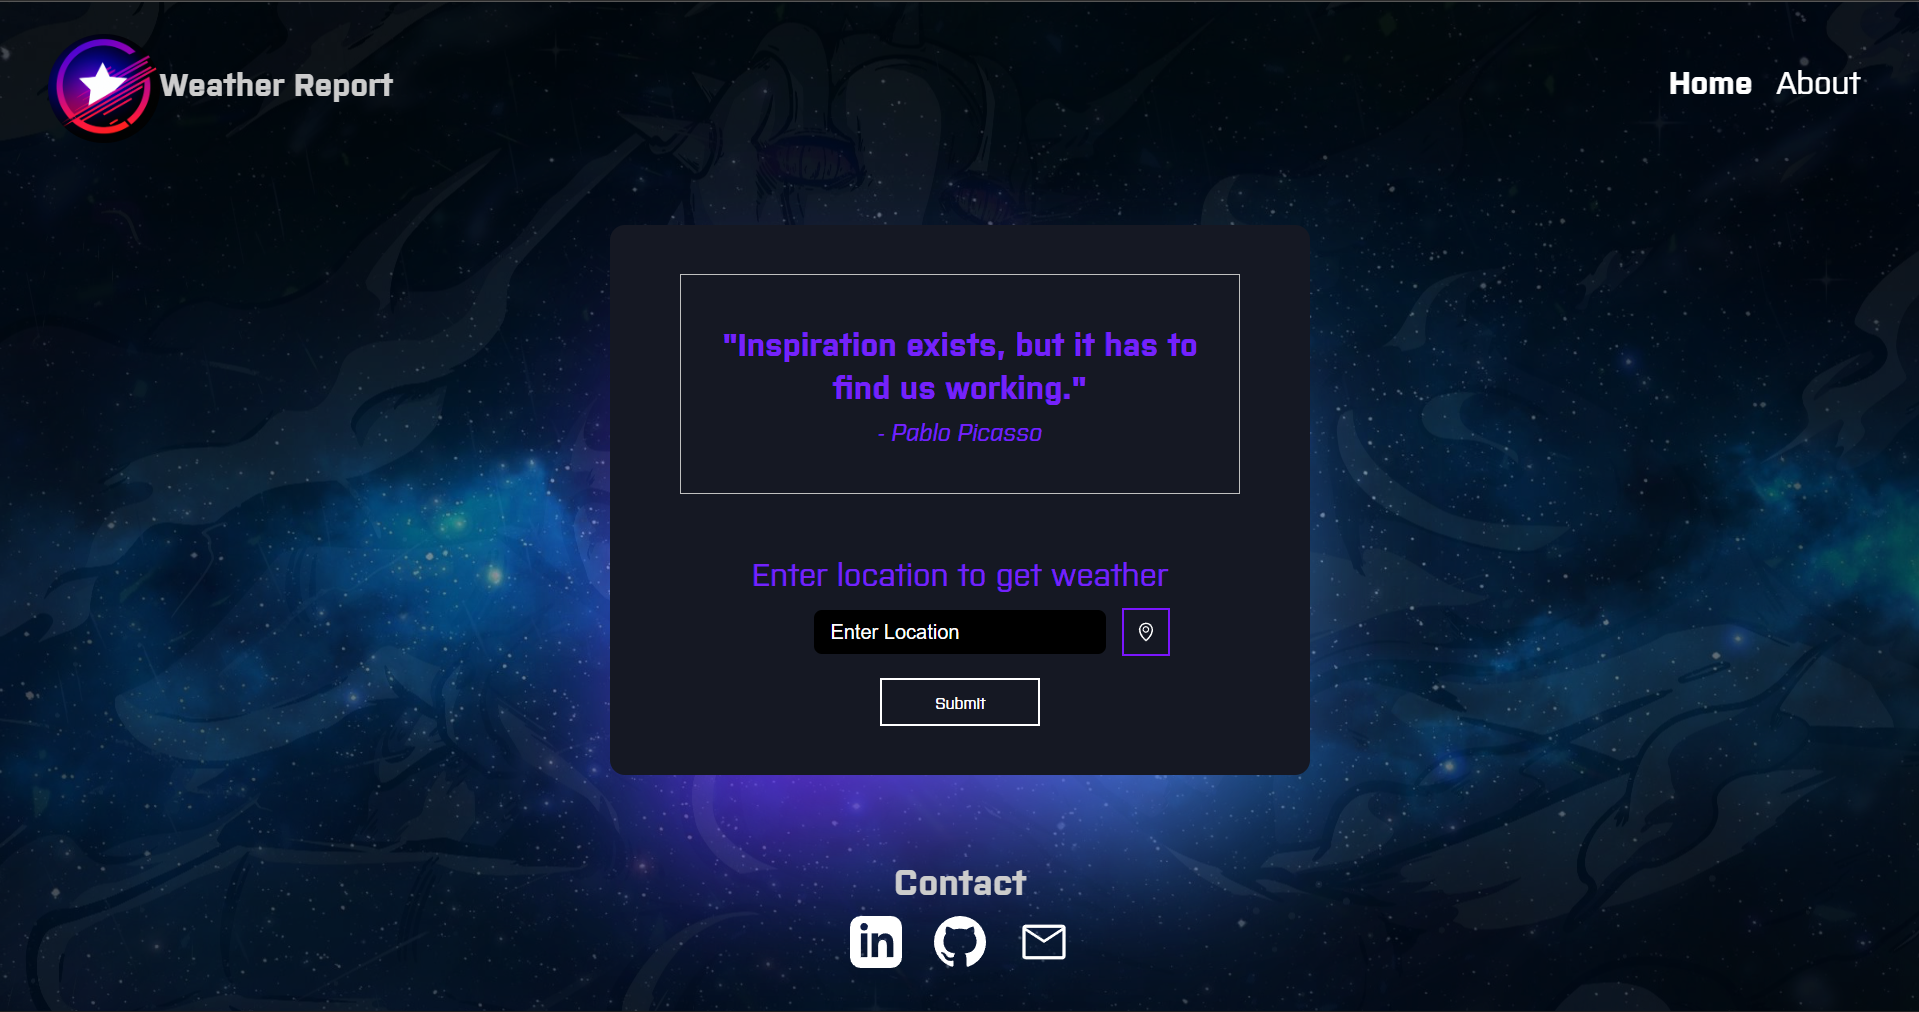 Weather Report
Home
About
"Inspiration exists, but it has to
find us working."
- Pablo Picasso
Enter location to get weather
Enter Location
Submit
Contact
in